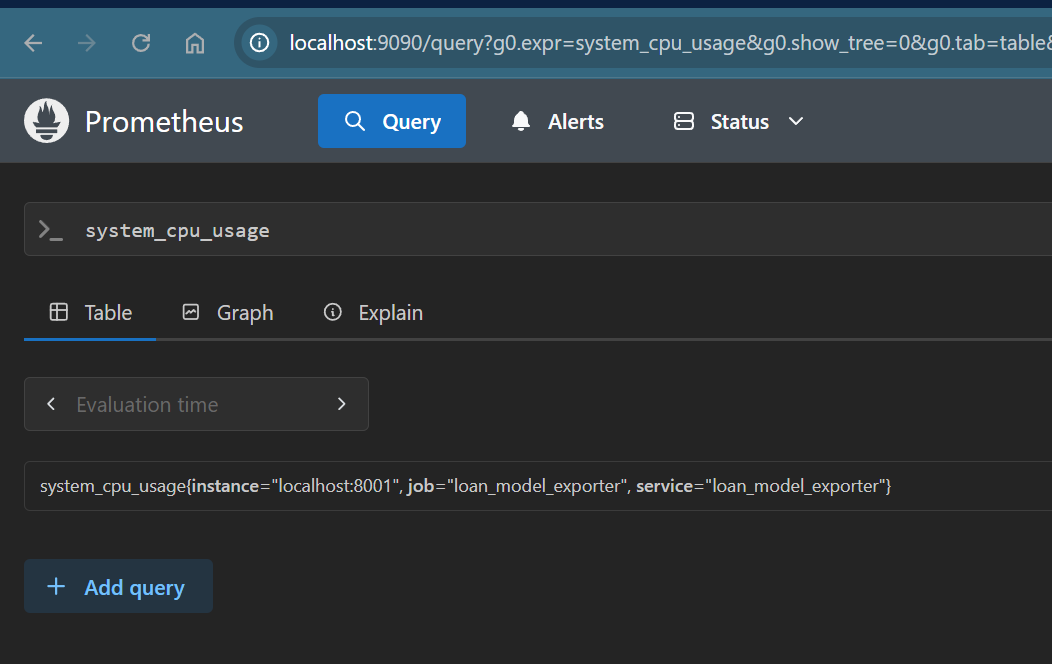 localhost:9090/query?g0.expr=system_cpu_usage&g0.show_tree=0&g0.tab=table&
Prometheus Query Alerts Status
system_cpu_usage
Table Graph Explain
Evaluation time
system_cpu_usage{instance="localhost:8001", job="loan_model_exporter", service="loan_model_exporter"}
Add query